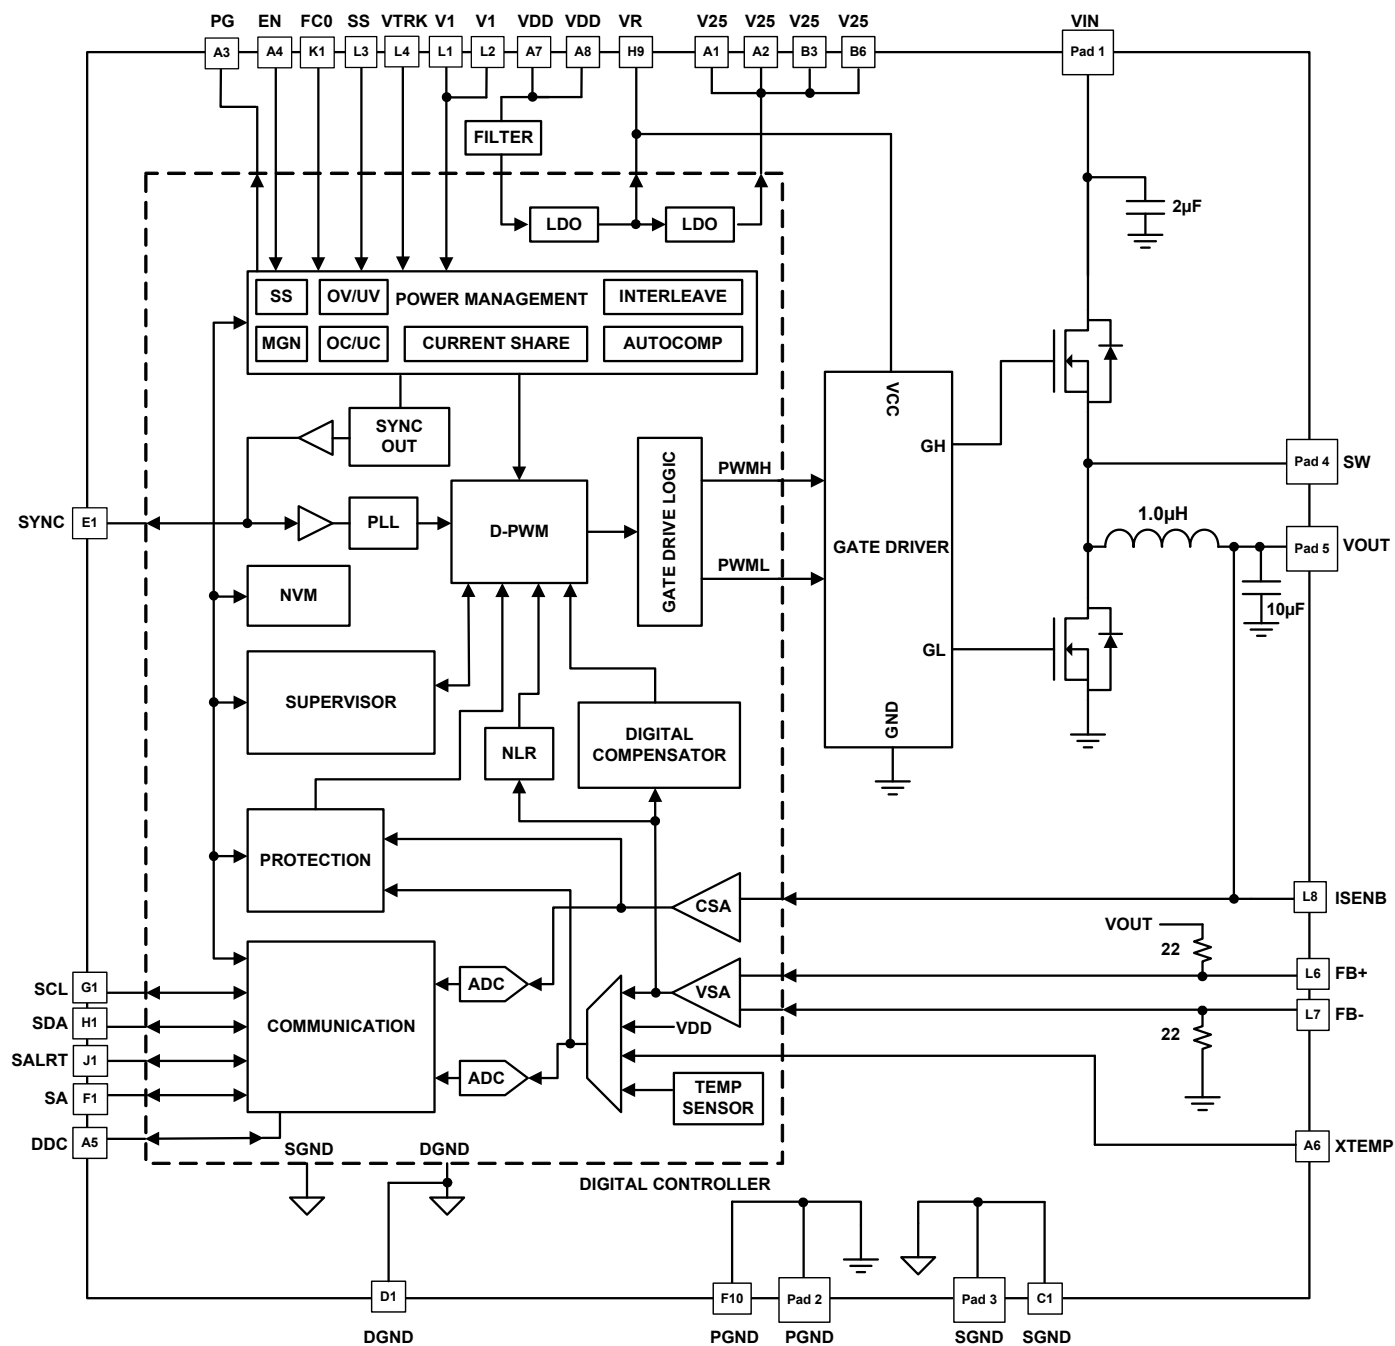 PG EN FC0 SS VTRK V1 V1 VDD VDD VR V25 V25 V25 V25 VIN
A3 A4 K1 L3 L4 L1 L2 A7 A8 H9 A1 A2 B3 B6 Pad 1
FILTER
LDO LDO
2µF
SS OV/UV POWER MANAGEMENT INTERLEAVE
MGN OC/UC CURRENT SHARE AUTOCOMP
VCC
SYNC
OUT
GH
Pad 4 SW
GATE DRIVE LOGIC
PWMH
SYNC E1 PLL D-PWM
1.0µH
GATE DRIVER
Pad 5 VOUT
PWML
NVM
10µF
GL
SUPERVISOR
GND
NLR
DIGITAL
COMPENSATOR
PROTECTION
CSA
L8 ISENB
VOUT
22
L6 FB+
SCL G1 ADC VSA
L7 FB-
SDA H1 COMMUNICATION VDD 22
SALRT J1
ADC TEMP
SENSOR
SA F1
DDC A5
A6 XTEMP
SGND DGND
DIGITAL CONTROLLER
D1 F10 Pad 2 Pad 3 C1
DGND PGND PGND SGND SGND